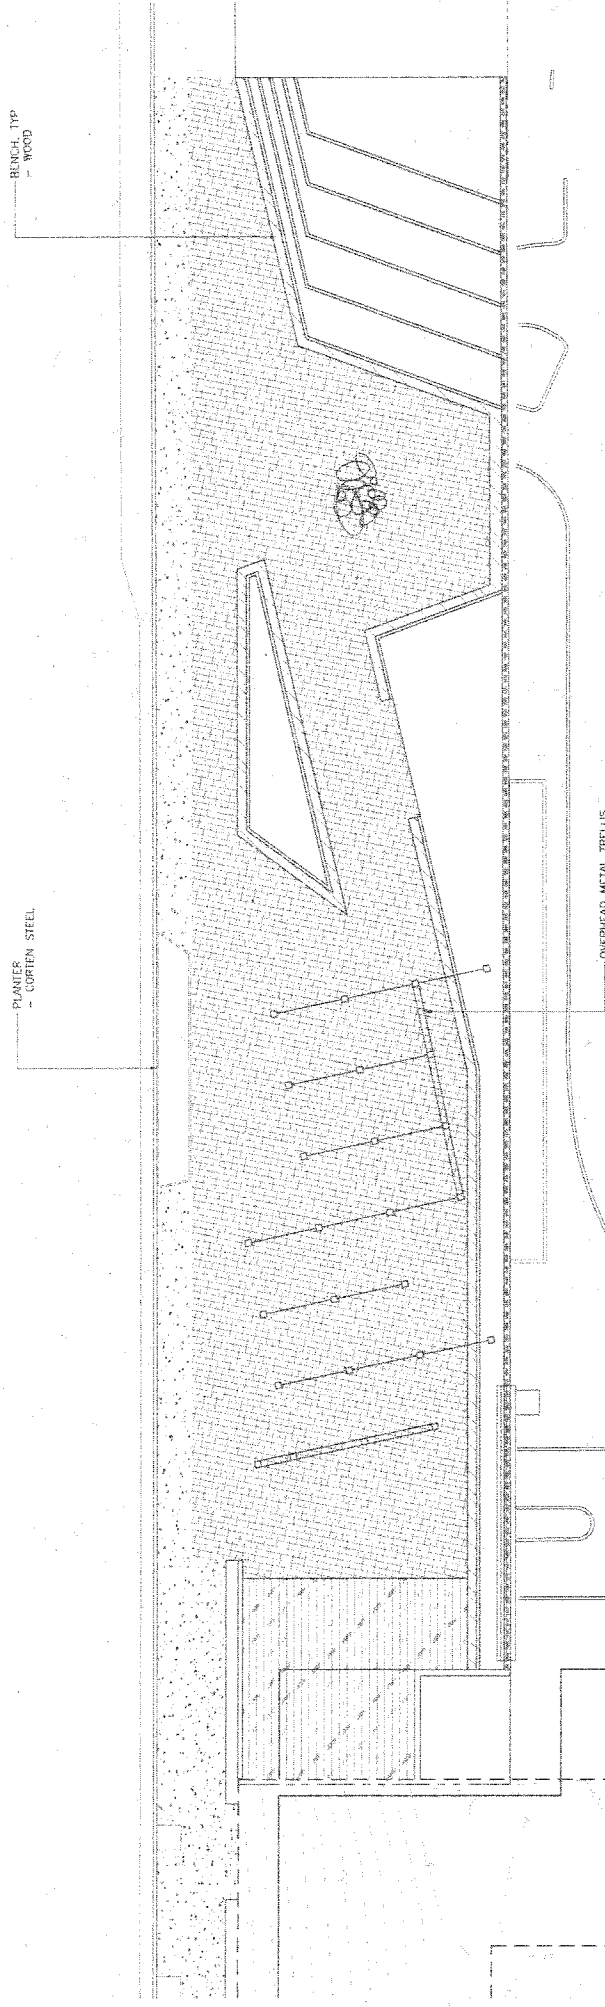 BENCH, TYP
- WOOD
PLANTER
- CORTEN STEEL
OVERHEAD METAL TRELLIS